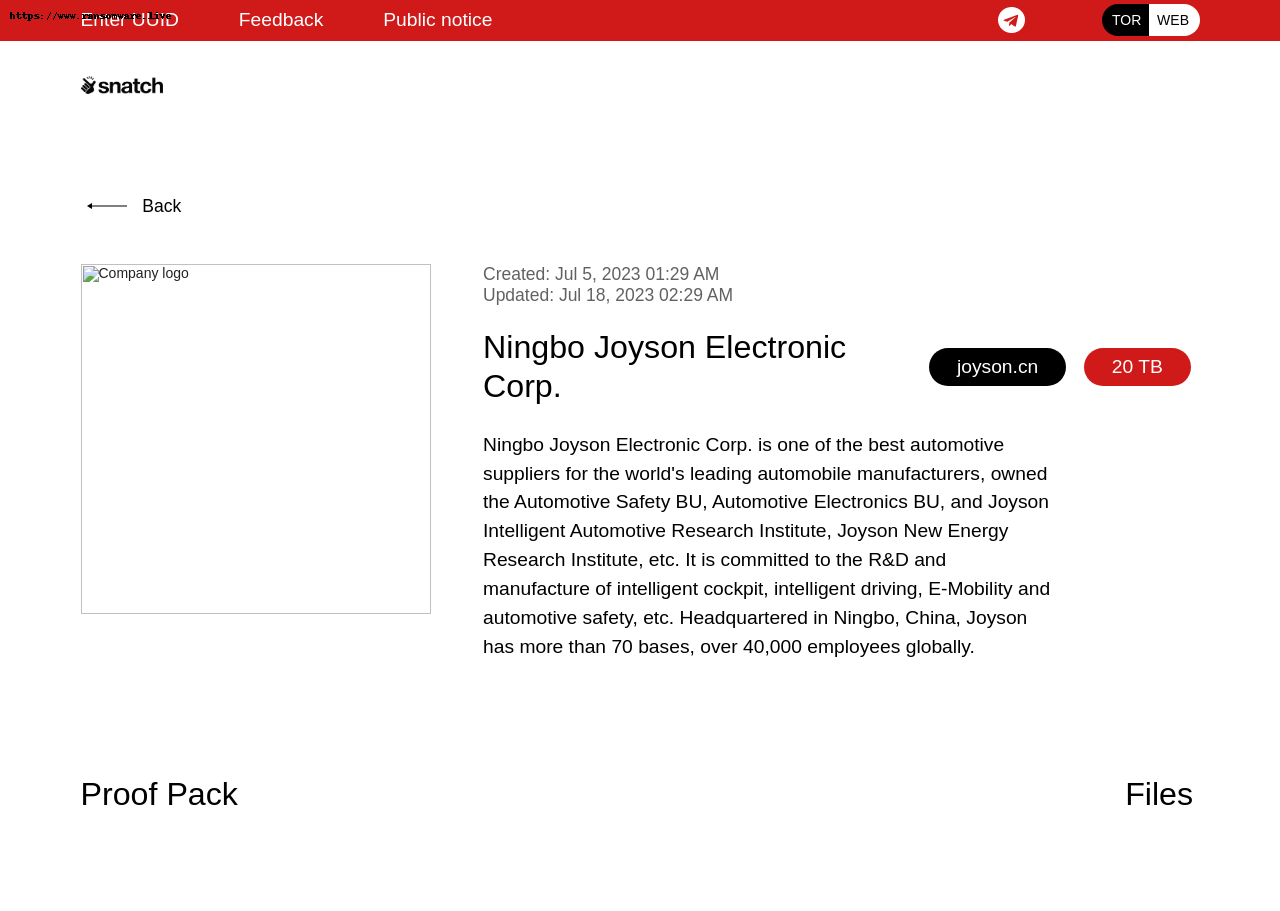 https://www.ransomware.live
Enter UUID Feedback Public notice TOR WEB
snatch
Back
Company logo
Created: Jul 5, 2023 01:29 AM
Updated: Jul 18, 2023 02:29 AM
Ningbo Joyson Electronic
Corp.
joyson.cn 20 TB
Ningbo Joyson Electronic Corp. is one of the best automotive
suppliers for the world's leading automobile manufacturers, owned
the Automotive Safety BU, Automotive Electronics BU, and Joyson
Intelligent Automotive Research Institute, Joyson New Energy
Research Institute, etc. It is committed to the R&D and
manufacture of intelligent cockpit, intelligent driving, E-Mobility and
automotive safety, etc. Headquartered in Ningbo, China, Joyson
has more than 70 bases, over 40,000 employees globally.
Proof Pack Files